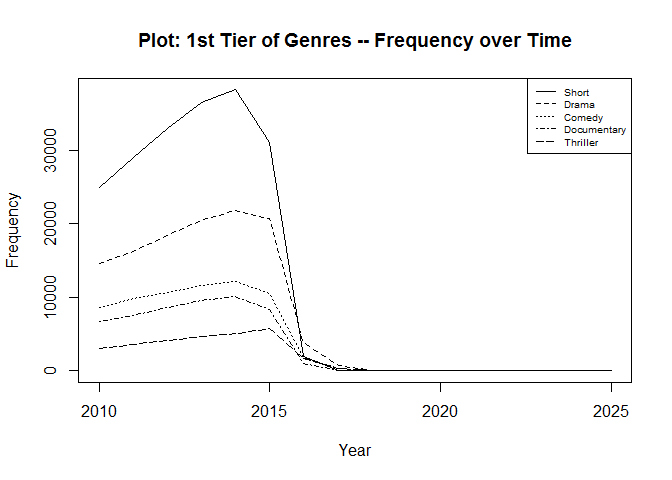 Plot: 1st Tier of Genres -- Frequency over Time
Short
Drama
Comedy
Documentary
Thriller
Frequency
30000
20000
10000
0
2010
2015
2020
2025
Year